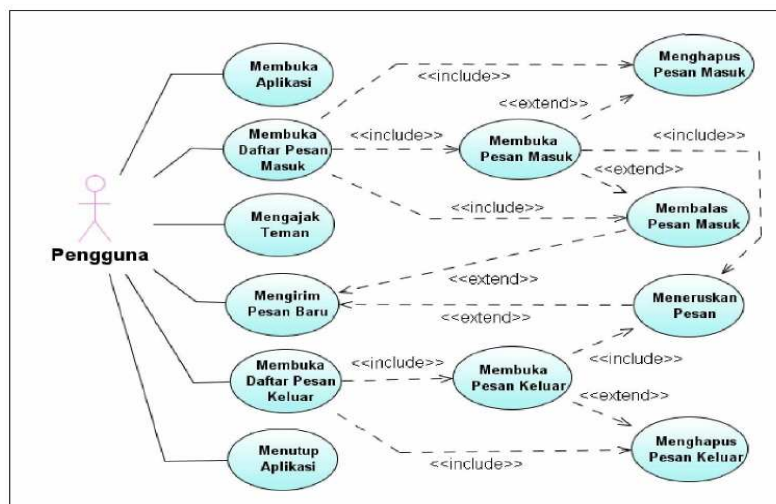 Membuka
Aplikasi
Menghapus
Pesan Masuk
<<include>>
<<extend>>
Membuka
Daftar Pesan
Masuk
<<include>>
Membuka
Pesan Masuk
<<include>>
<<extend>>
Mengajak
Teman
<<include>>
Membalas
Pesan Masuk
Pengguna
<<extend>>
Mengirim
Pesan Baru
<<extend>>
Meneruskan
Pesan
Membuka
Daftar Pesan
Keluar
<<include>>
Membuka
Pesan Keluar
<<include>>
<<extend>>
Menutup
Aplikasi
<<include>>
Menghapus
Pesan Keluar